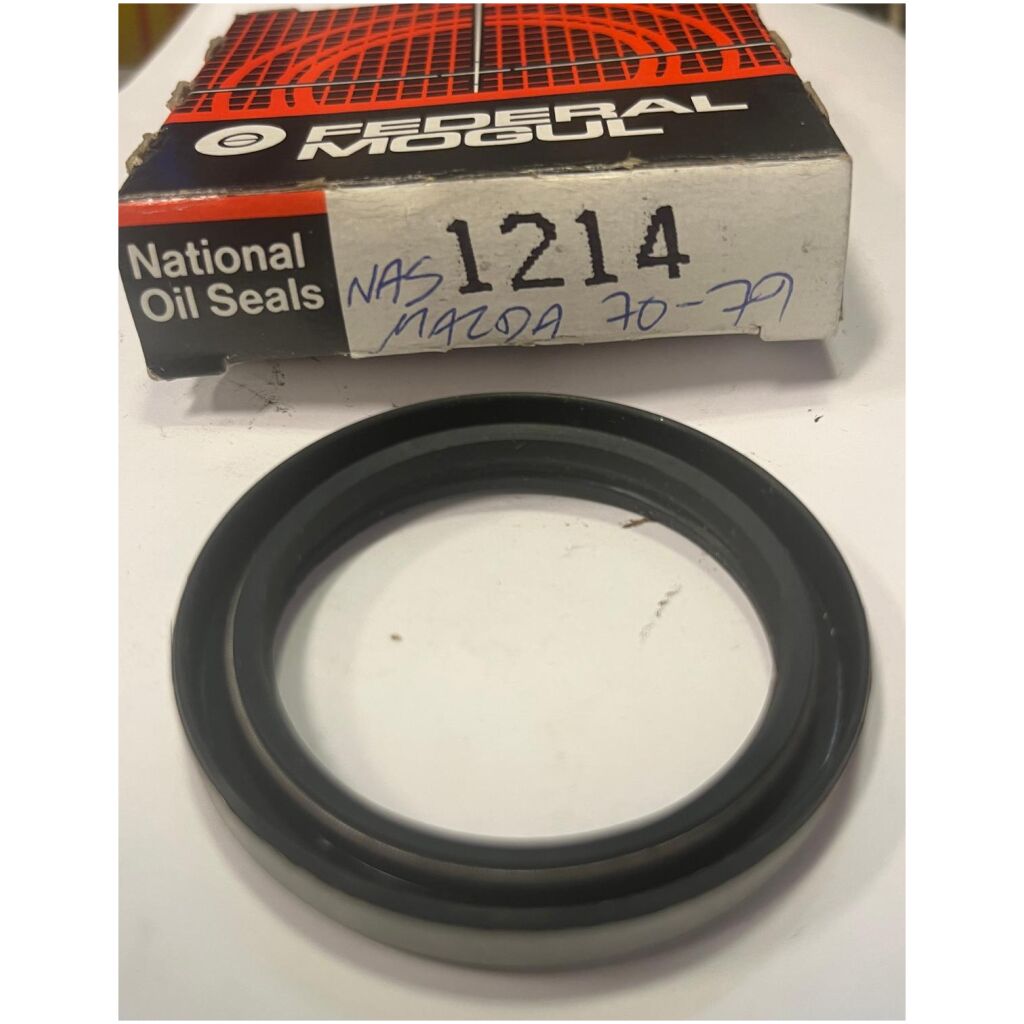 FEDERAL
MOGUL
National
Oil Seals
NAS 1214
MAZDA 70-79